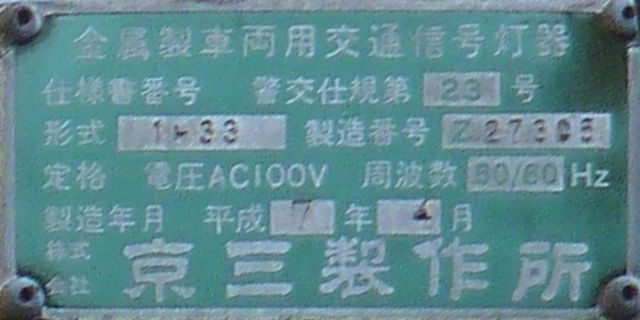 金属製車両用交通信号灯器
仕様書番号 警交仕規第 23 号
形式 1H33 製造番号 Z27305
定格 電圧AC100V 周波数 50/60 Hz
製造年月 平成 7 年 4 月
株式会社 京三製作所